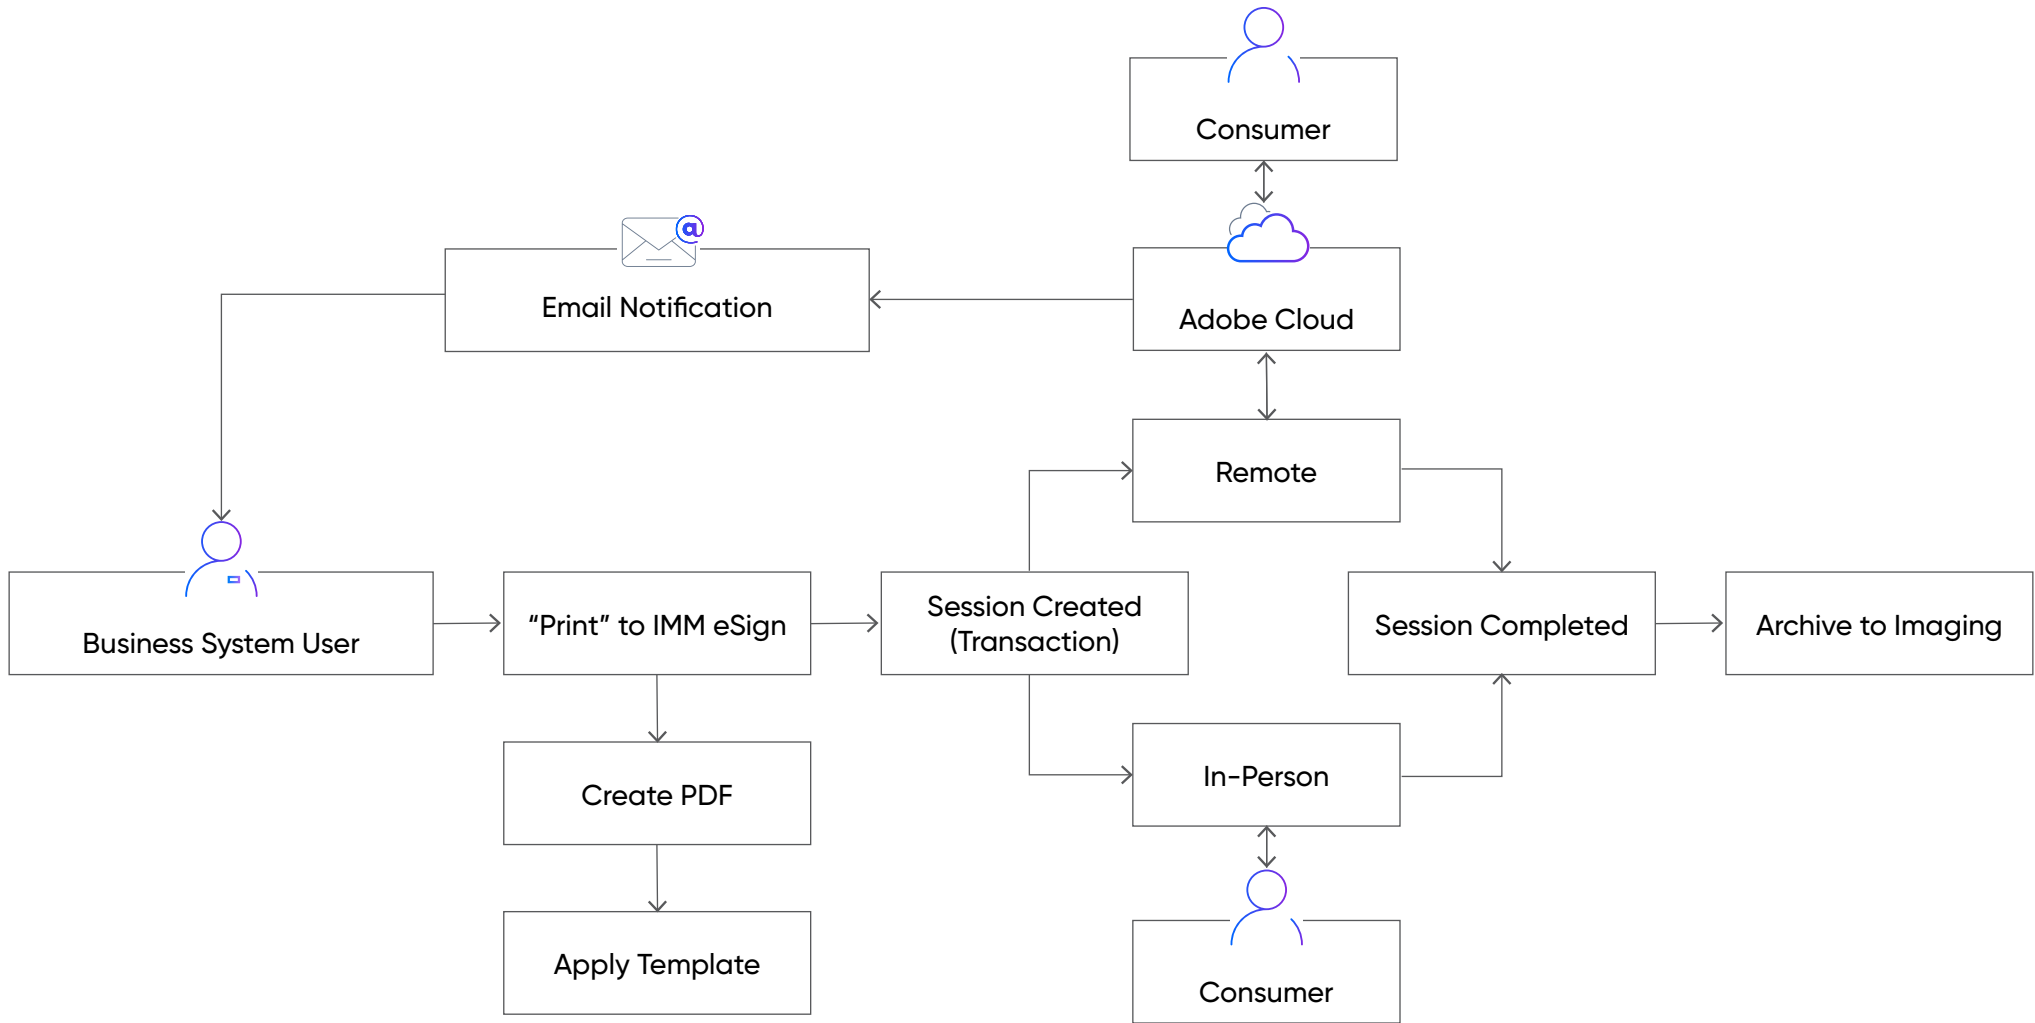 Consumer
@
Email Notification
Adobe Cloud
Remote
Business System User
“Print” to IMM eSign
Session Created
(Transaction)
Session Completed
Archive to Imaging
Create PDF
In-Person
Apply Template
Consumer